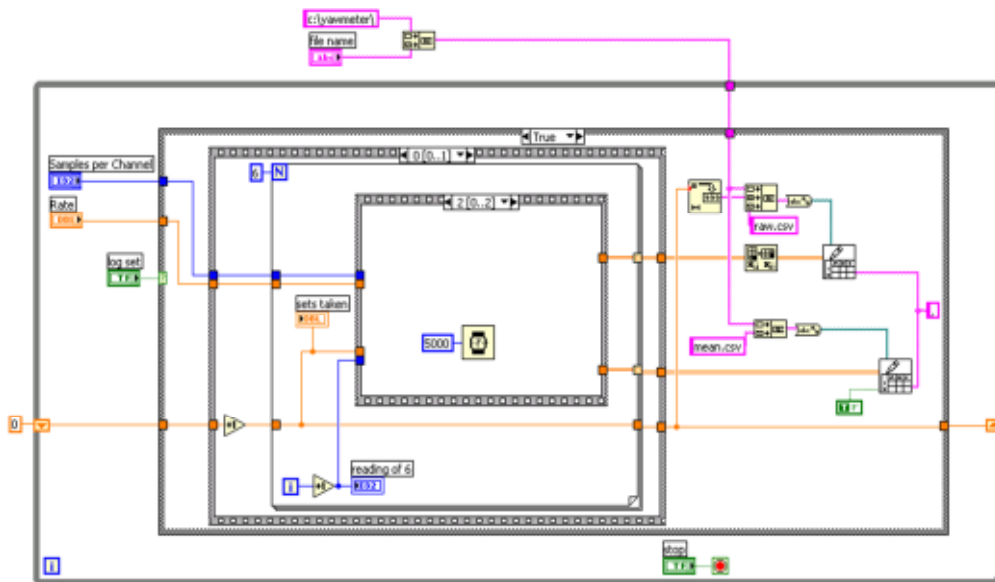 c:\yawmeter\
file name
abc
True
0 [0..1]
Samples per Channel
I32
6
N
2 [0..2]
Rate
DBL
raw.csv
log set
TF
sets taken
DBL
5000
mean.csv
,
TF
0
reading of 6
i
I32
stop
i
TF